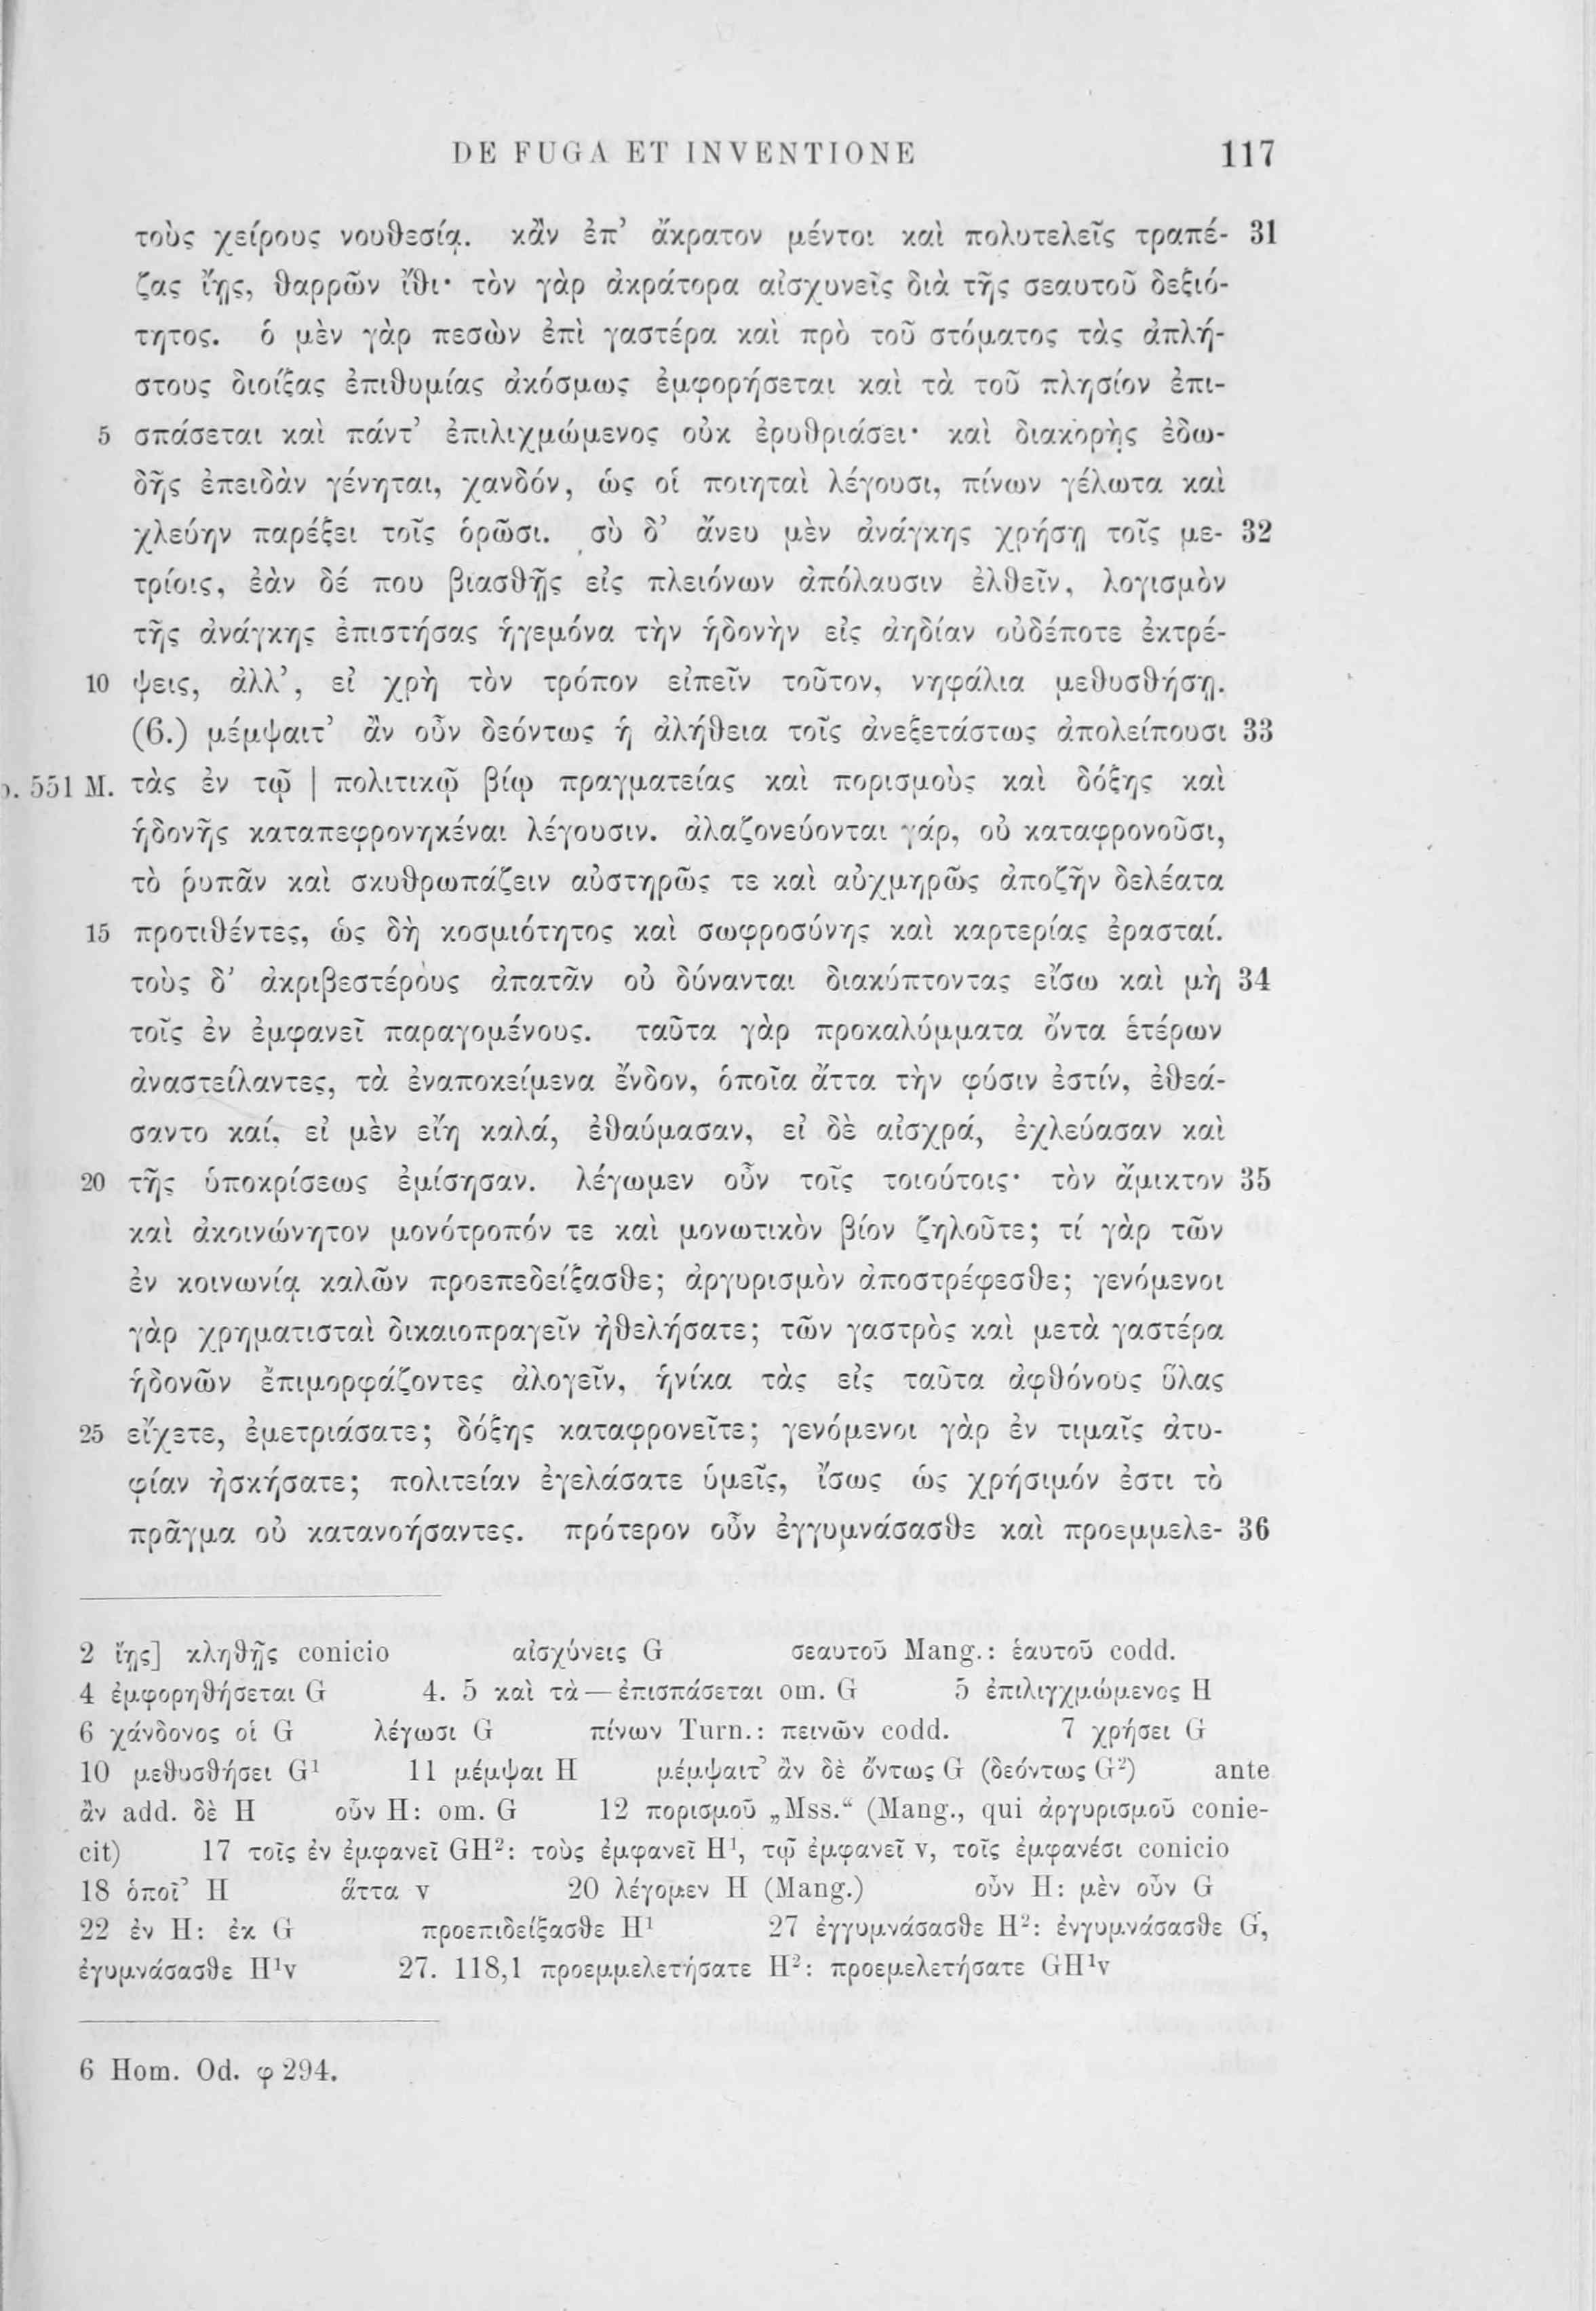 DE FUGA ET INVENTIONE 117
τοὺς χείρους νουθεσίᾳ. κἂν ἐπ’ ἄκρατον μέντοι καὶ πολυτελεῖς τραπέ- 31
ζας ἴῃς, θαρρῶν ἴθι· τὸν γὰρ ἀκράτορα αἰσχυνεῖς διὰ τῆς σεαυτοῦ δεξιό-
τητος. ὁ μὲν γὰρ πεσὼν ἐπὶ γαστέρα καὶ πρὸ τοῦ στόματος τὰς ἀπλή-
στους διοίξας ἐπιθυμίας ἀκόσμως ἐμφορήσεται καὶ τὰ τοῦ πλησίον ἐπι-
5 σπάσεται καὶ πάντ’ ἐπιλιχμώμενος οὐκ ἐρυθριάσει· καὶ διακορὴς ἐδω-
δῆς ἐπειδὰν γένηται, χανδόν, ὡς οἱ ποιηταὶ λέγουσι, πίνων γέλωτα καὶ
χλεύην παρέξει τοῖς ὁρῶσι. σὺ δ’ ἄνευ μὲν ἀνάγκης χρήσῃ τοῖς με- 32
τρίοις, ἐὰν δέ που βιασθῇς εἰς πλειόνων ἀπόλαυσιν ἐλθεῖν, λογισμὸν
τῆς ἀνάγκης ἐπιστήσας ἡγεμόνα τὴν ἡδονὴν εἰς ἀηδίαν οὐδέποτε ἐκτρέ-
10 ψεις, ἀλλ’, εἰ χρὴ τὸν τρόπον εἰπεῖν τοῦτον, νηφάλια μεθυσθήσῃ.
(6.) μέμψαιτ’ ἂν οὖν δεόντως ἡ ἀλήθεια τοῖς ἀνεξετάστως ἀπολείπουσι 33
p. 551 M. τὰς ἐν τῷ | πολιτικῷ βίῳ πραγματείας καὶ πορισμοὺς καὶ δόξης καὶ
ἡδονῆς καταπεφρονηκέναι λέγουσιν. ἀλαζονεύονται γάρ, οὐ καταφρονοῦσι,
τὸ ῥυπᾶν καὶ σκυθρωπάζειν αὐστηρῶς τε καὶ αὐχμηρῶς ἀποζῆν δελέατα
15 προτιθέντες, ὡς δὴ κοσμιότητος καὶ σωφροσύνης καὶ καρτερίας ἐρασταί.
τοὺς δ’ ἀκριβεστέρους ἀπατᾶν οὐ δύνανται διακύπτοντας εἴσω καὶ μὴ 34
τοῖς ἐν ἐμφανεῖ παραγομένους. ταῦτα γὰρ προκαλύμματα ὄντα ἑτέρων
ἀναστείλαντες, τὰ ἐναποκείμενα ἔνδον, ὁποῖα ἄττα τὴν φύσιν ἐστίν, ἐθεά-
σαντο καί, εἰ μὲν εἴη καλά, ἐθαύμασαν, εἰ δὲ αἰσχρά, ἐχλεύασαν καὶ
20 τῆς ὑποκρίσεως ἐμίσησαν. λέγωμεν οὖν τοῖς τοιούτοις· τὸν ἄμικτον 35
καὶ ἀκοινώνητον μονότροπόν τε καὶ μονωτικὸν βίον ζηλοῦτε; τί γὰρ τῶν
ἐν κοινωνίᾳ καλῶν προεπεδείξασθε; ἀργυρισμὸν ἀποστρέφεσθε; γενόμενοι
γὰρ χρηματισταὶ δικαιοπραγεῖν ἠθελήσατε; τῶν γαστρὸς καὶ μετὰ γαστέρα
ἡδονῶν ἐπιμορφάζοντες ἀλογεῖν, ἡνίκα τὰς εἰς ταῦτα ἀφθόνους ὕλας
25 εἴχετε, ἐμετριάσατε; δόξης καταφρονεῖτε; γενόμενοι γὰρ ἐν τιμαῖς ἀτυ-
φίαν ἠσκήσατε; πολιτείαν ἐγελάσατε ὑμεῖς, ἴσως ὡς χρήσιμόν ἐστι τὸ
πρᾶγμα οὐ κατανοήσαντες. πρότερον οὖν ἐγγυμνάσασθε καὶ προεμμελε- 36
2 ἴῃς] κληθῇς conicio αἰσχύνεις G σεαυτοῦ Mang.: ἑαυτοῦ codd.
4 ἐμφορηθήσεται G 4. 5 καὶ τὰ — ἐπισπάσεται om. G 5 ἐπιλιγχμώμενος H
6 χάνδονος οἱ G λέγωσι G πίνων Turn.: πεινῶν codd. 7 χρήσει G
10 μεθυσθήσει G¹ 11 μέμψαι H μέμψαιτ’ ἂν δὲ ὄντως G (δεόντως G²) ante
ἂν add. δὲ H οὖν H: om. G 12 πορισμοῦ „Mss.“ (Mang., qui ἀργυρισμοῦ conie-
cit) 17 τοῖς ἐν ἐμφανεῖ GH²: τοὺς ἐμφανεῖ H¹, τῷ ἐμφανεῖ v, τοῖς ἐμφανέσι conicio
18 ὁποῖ’ H ἅττα v 20 λέγομεν H (Mang.) οὖν H: μὲν οὖν G
22 ἐν H: ἐκ G προεπιδείξασθε H¹ 27 ἐγγυμνάσασθε H²: ἐνγυμνάσασθε G,
ἐγυμνάσασθε H¹v 27. 118,1 προεμμελετήσατε H²: προεμελετήσατε GH¹v
6 Hom. Od. φ 294.